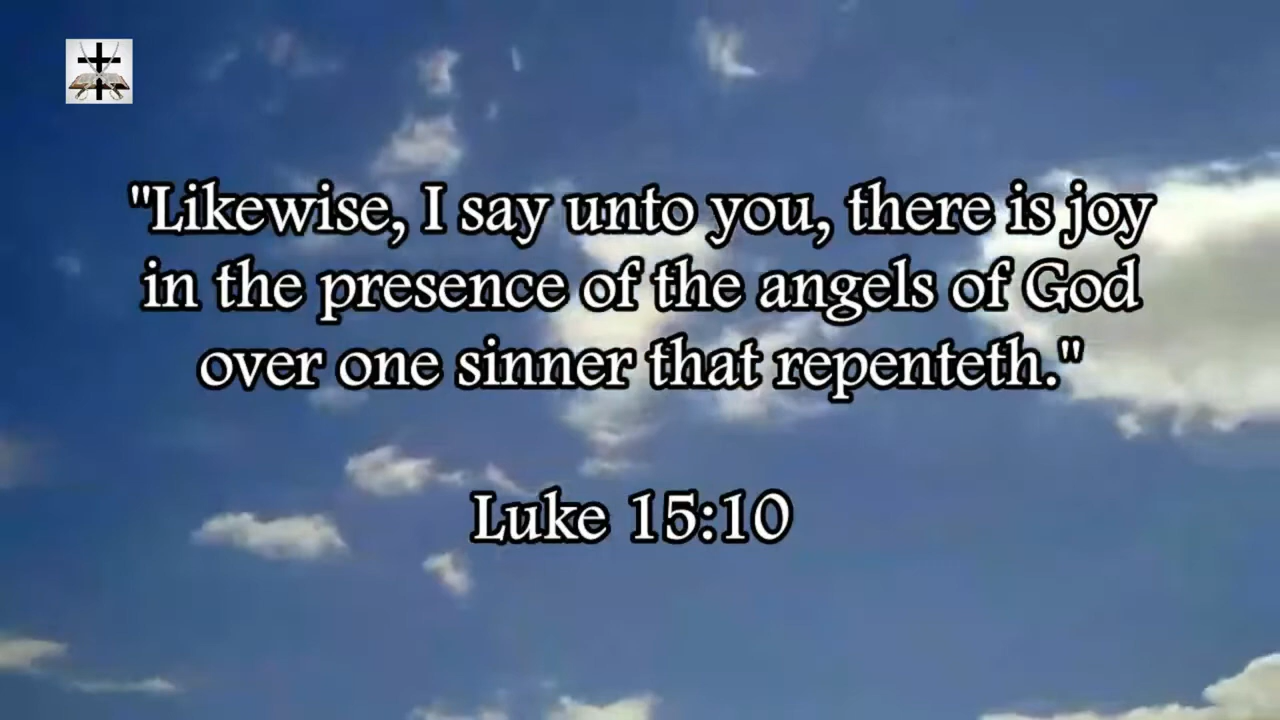 "Likewise, I say unto you, there is joy
in the presence of the angels of God
over one sinner that repenteth."
Luke 15:10